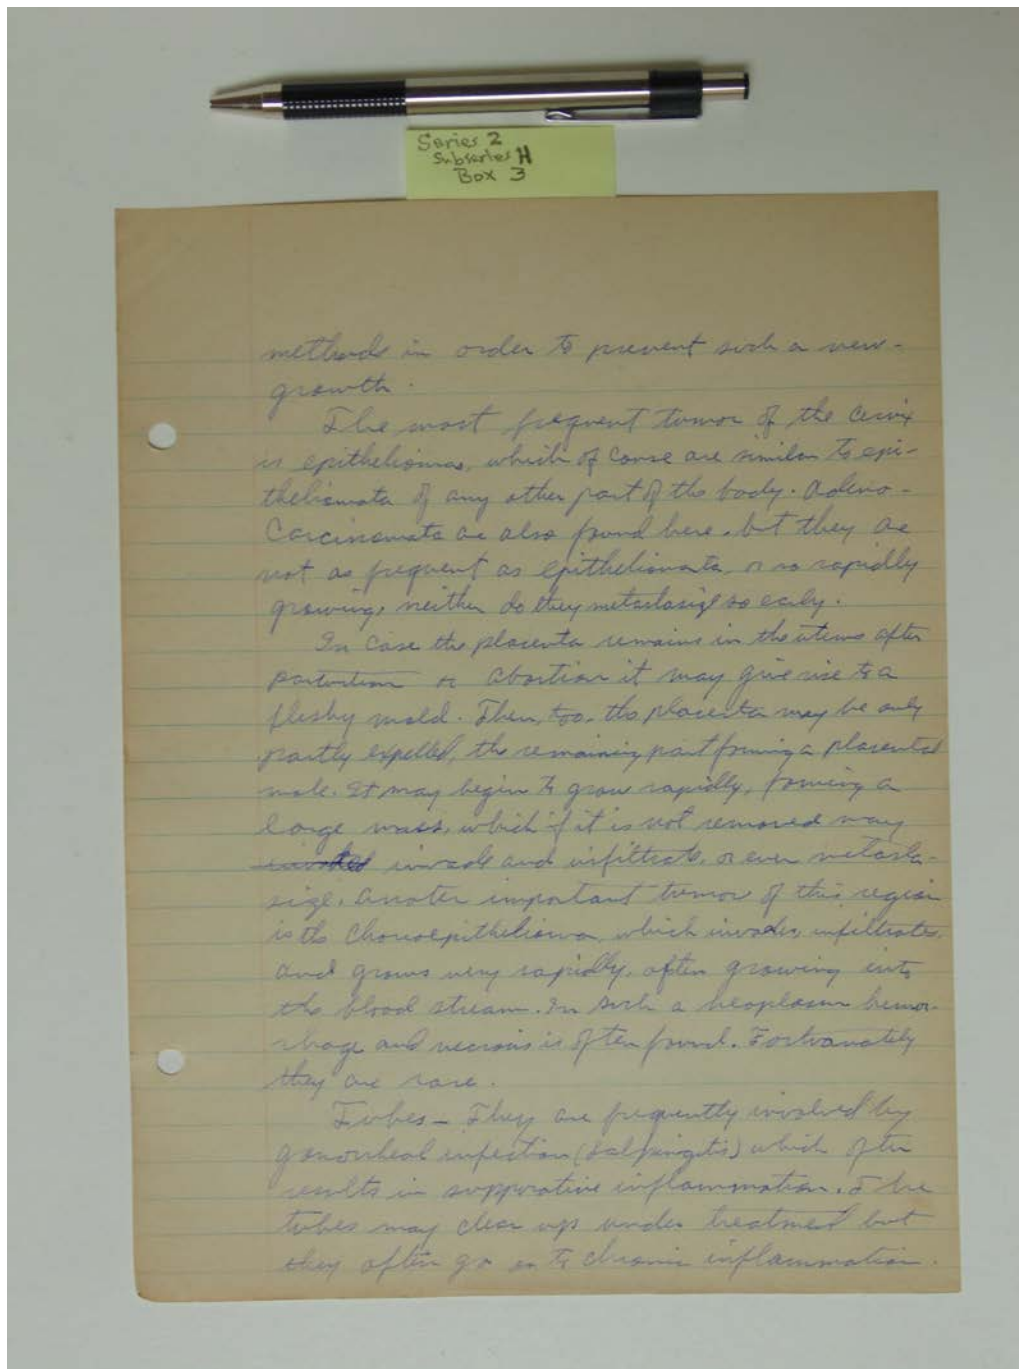 Series 2
Subseries H
Box 3
methods in order to prevent such a new-
growth.
The most frequent tumor of the cervix
is epitheliomas, which of course are similar to epi-
theliomata of any other part of the body. Adeno-
Carcinomata are also found here, but they are
not as frequent as epitheliomata, or so rapidly
growing, neither do they metastasize so early.
In case the placenta remains in the uterus after
parturition or abortion it may give rise to a
fleshy mold. Then, too, the placenta may be only
partly expelled, the remaining part forming a placental
mole. It may begin to grow rapidly, forming a
large mass, which if it is not removed may
invade and infiltrate, or even metasta-
size. Another important tumor of this region
is the Chorioepithelioma, which invades, infiltrates,
and grows very rapidly, often growing into
the blood stream. In such a neoplasm hemor-
rhage and necrosis is often found. Fortunately
they are rare.
Tubes - They are frequently involved by
gonorrheal infection (salpingitis) which often
results in suppurative inflammation. The
tubes may clear up under treatment but
they often go on to chronic inflammation.